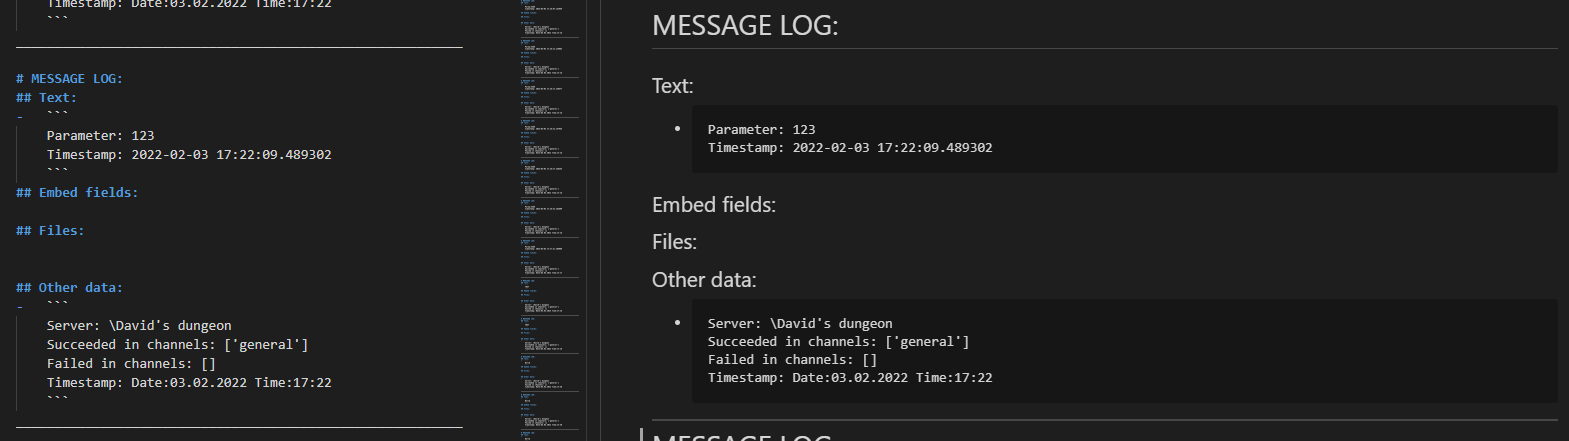 Timestamp: Date:03.02.2022 Time:17:22
```
___________________________________________________________
# MESSAGE LOG:
## Text:
-   ```
Parameter: 123
Timestamp: 2022-02-03 17:22:09.489302
```
## Embed fields:
## Files:
## Other data:
-   ```
Server: \David's dungeon
Succeeded in channels: ['general']
Failed in channels: []
Timestamp: Date:03.02.2022 Time:17:22
```
___________________________________________________________
MESSAGE LOG:
Text:
• Parameter: 123
Timestamp: 2022-02-03 17:22:09.489302
Embed fields:
Files:
Other data:
• Server: \David's dungeon
Succeeded in channels: ['general']
Failed in channels: []
Timestamp: Date:03.02.2022 Time:17:22
MESSAGE LOG: